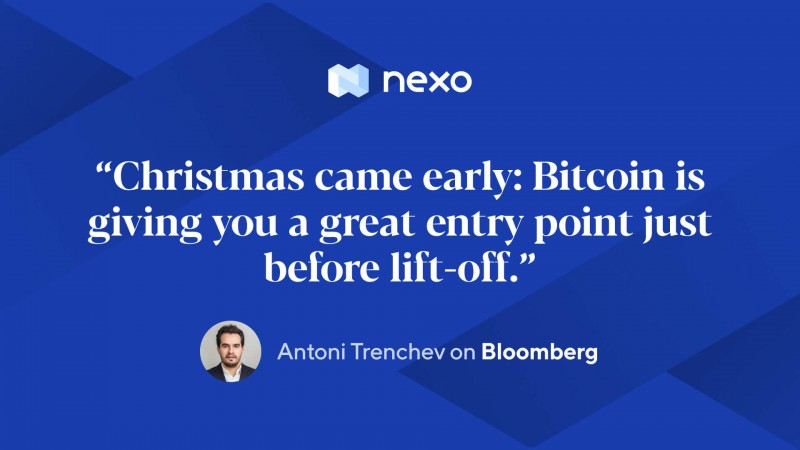 nexo
“Christmas came early: Bitcoin is
giving you a great entry point just
before lift-off.”
Antoni Trenchev on Bloomberg